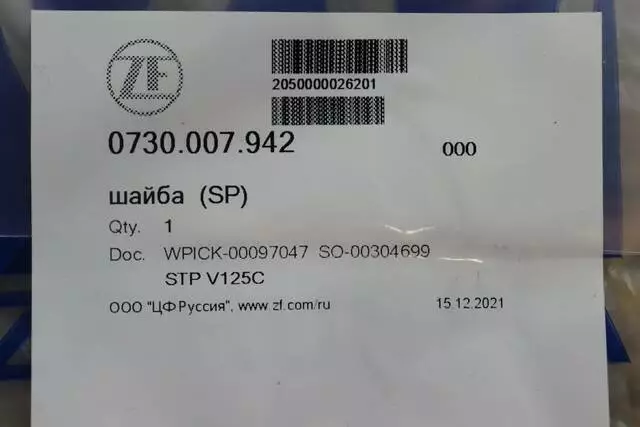 ZF
2050000026201
0730.007.942 000
шайба (SP)
Qty. 1
Doc. WPICK-00097047 SO-00304699
STP V125C
ООО "ЦФ Руссия", www.zf.com/ru 15.12.2021